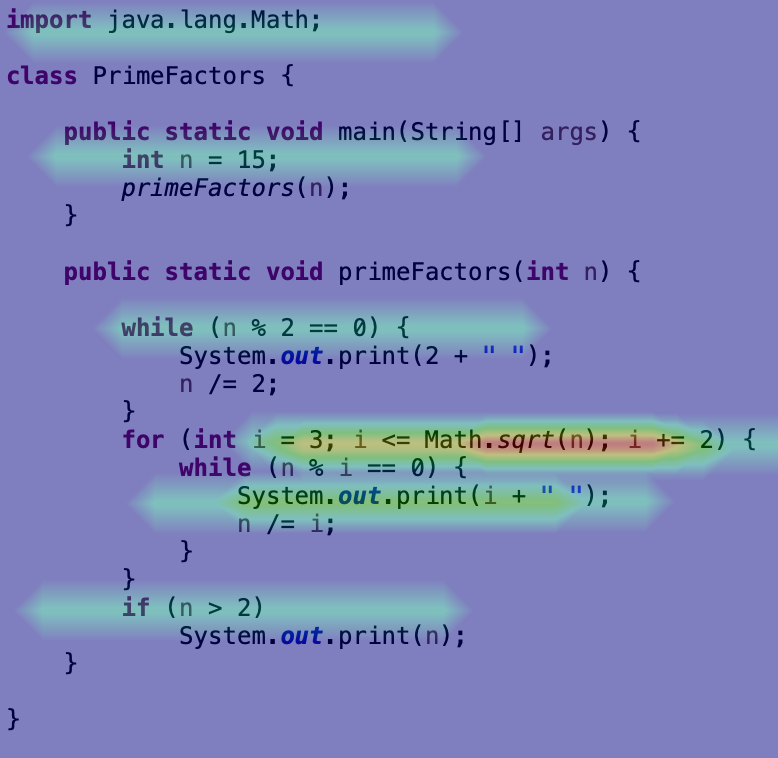 import java.lang.Math;
class PrimeFactors {
public static void main(String[] args) {
int n = 15;
primeFactors(n);
}
public static void primeFactors(int n) {
while (n % 2 == 0) {
System.out.print(2 + " ");
n /= 2;
}
for (int i = 3; i <= Math.sqrt(n); i += 2) {
while (n % i == 0) {
System.out.print(i + " ");
n /= i;
}
}
if (n > 2)
System.out.print(n);
}
}